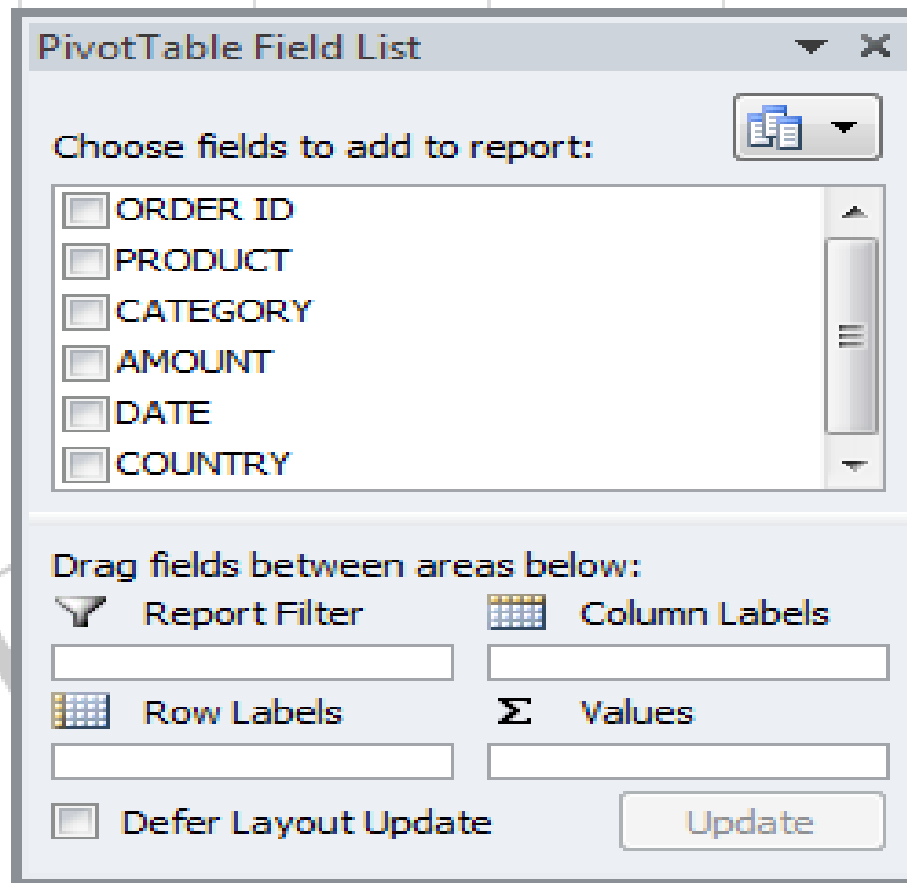 PivotTable Field List
Choose fields to add to report:
ORDER ID
PRODUCT
CATEGORY
AMOUNT
DATE
COUNTRY
Drag fields between areas below:
Report Filter
Column Labels
Row Labels
Σ Values
Defer Layout Update
Update